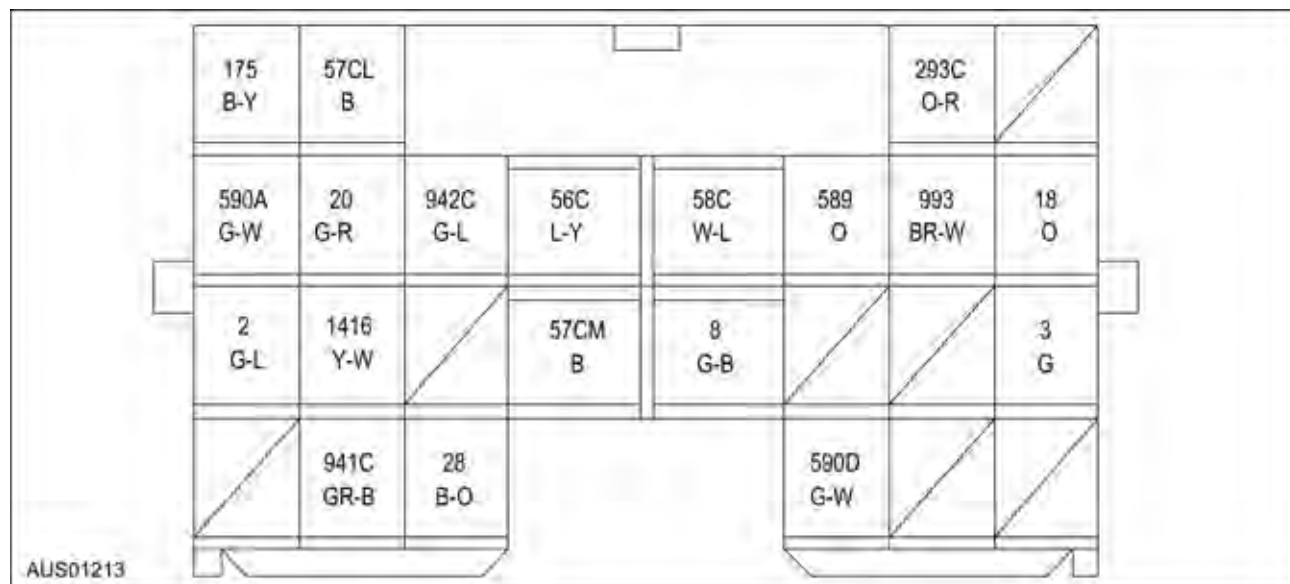 175 57CL 293C
B-Y B O-R
590A 20 942C 56C 58C 589 993 18
G-W G-R G-L L-Y W-L O BR-W O
2 1416 57CM 8 3
G-L Y-W B G-B G
941C 28 590D
GR-B B-O G-W
AUS01213